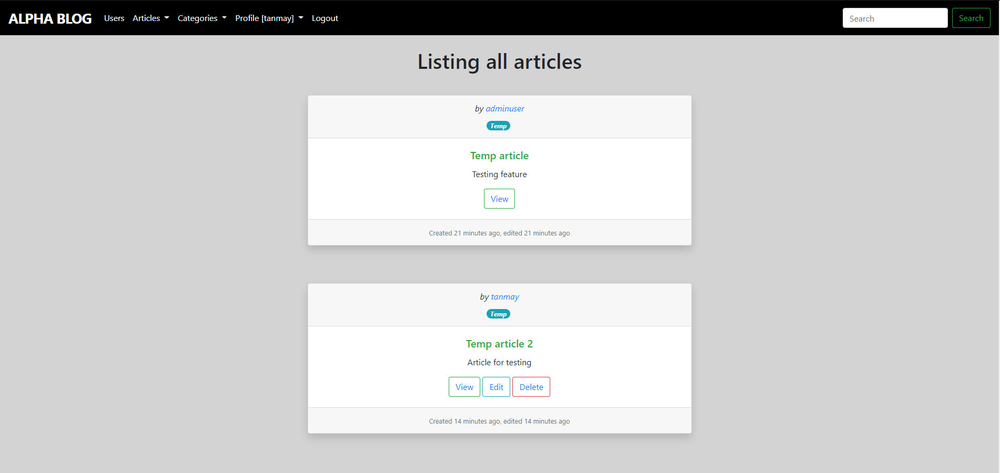 ALPHA BLOG Users Articles Categories Profile [tanmay] Logout Search Search
Listing all articles
by adminuser
Temp
Temp article
Testing feature
View
Created 21 minutes ago, edited 21 minutes ago
by tanmay
Temp
Temp article 2
Article for testing
View Edit Delete
Created 14 minutes ago, edited 14 minutes ago